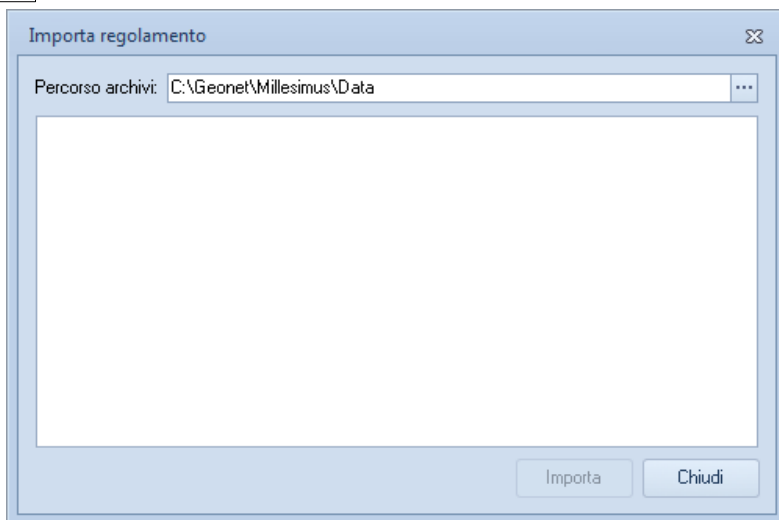 Importa regolamento
Percorso archivi: C:\Geonet\Millesimus\Data ...
Importa Chiudi